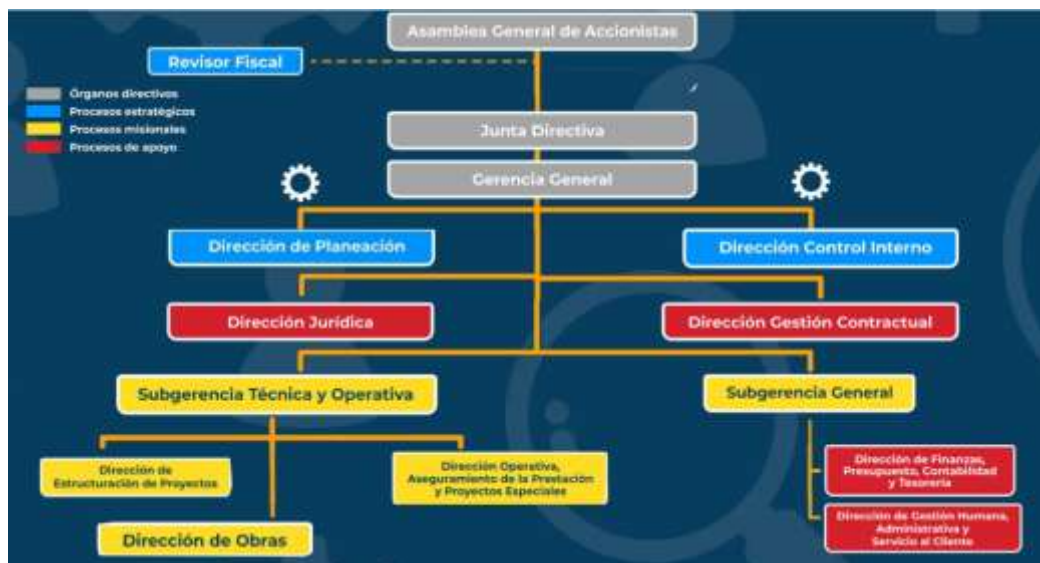 Asamblea General de Accionistas
Revisor Fiscal
Órganos directivos
Procesos estratégicos
Procesos misionales
Procesos de apoyo
Junta Directiva
Gerencia General
Dirección de Planeación
Dirección Control Interno
Dirección Jurídica
Dirección Gestión Contractual
Subgerencia Técnica y Operativa
Subgerencia General
Dirección de
Estructuración de Proyectos
Dirección Operativa,
Aseguramiento de la Prestación
y Proyectos Especiales
Dirección de Finanzas,
Presupuesto, Contabilidad
y Tesorería
Dirección de Obras
Dirección de Gestión Humana,
Administrativa y
Servicio al Cliente